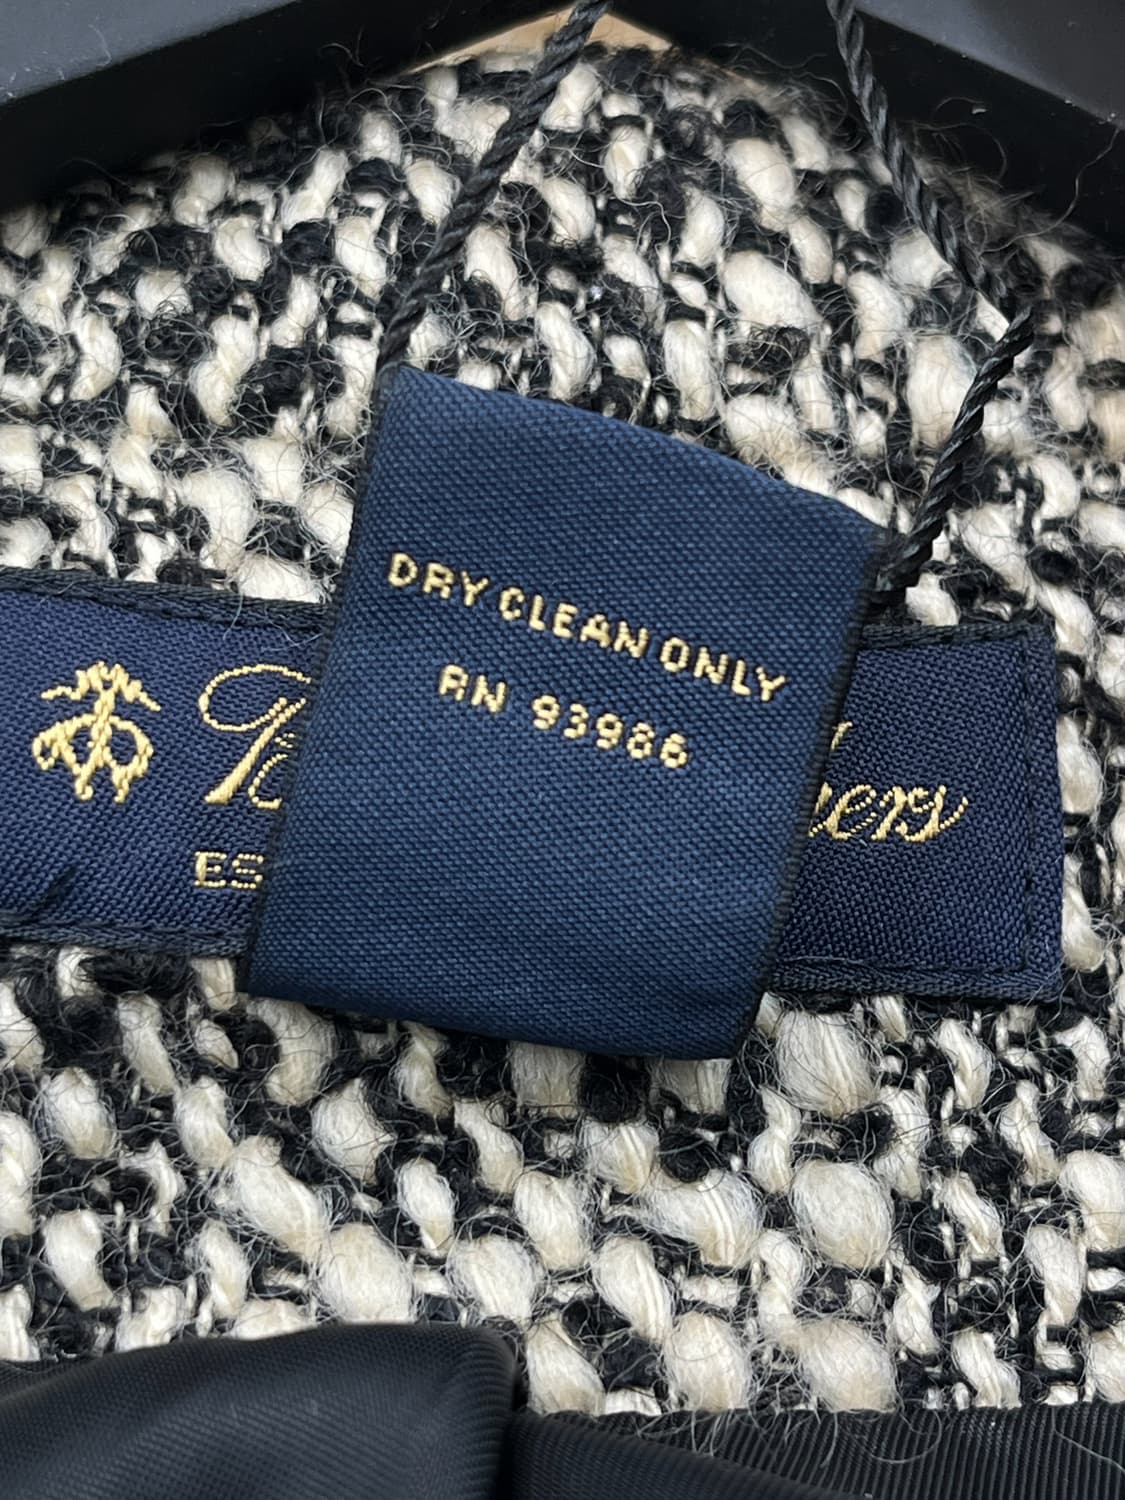 DRY CLEAN ONLY
RN 93986
ES